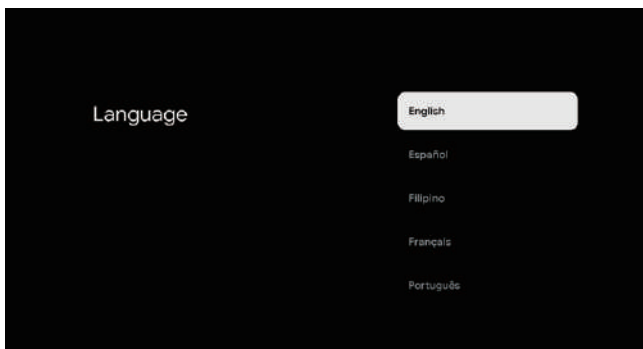 Language
English
Español
Filipino
Français
Português